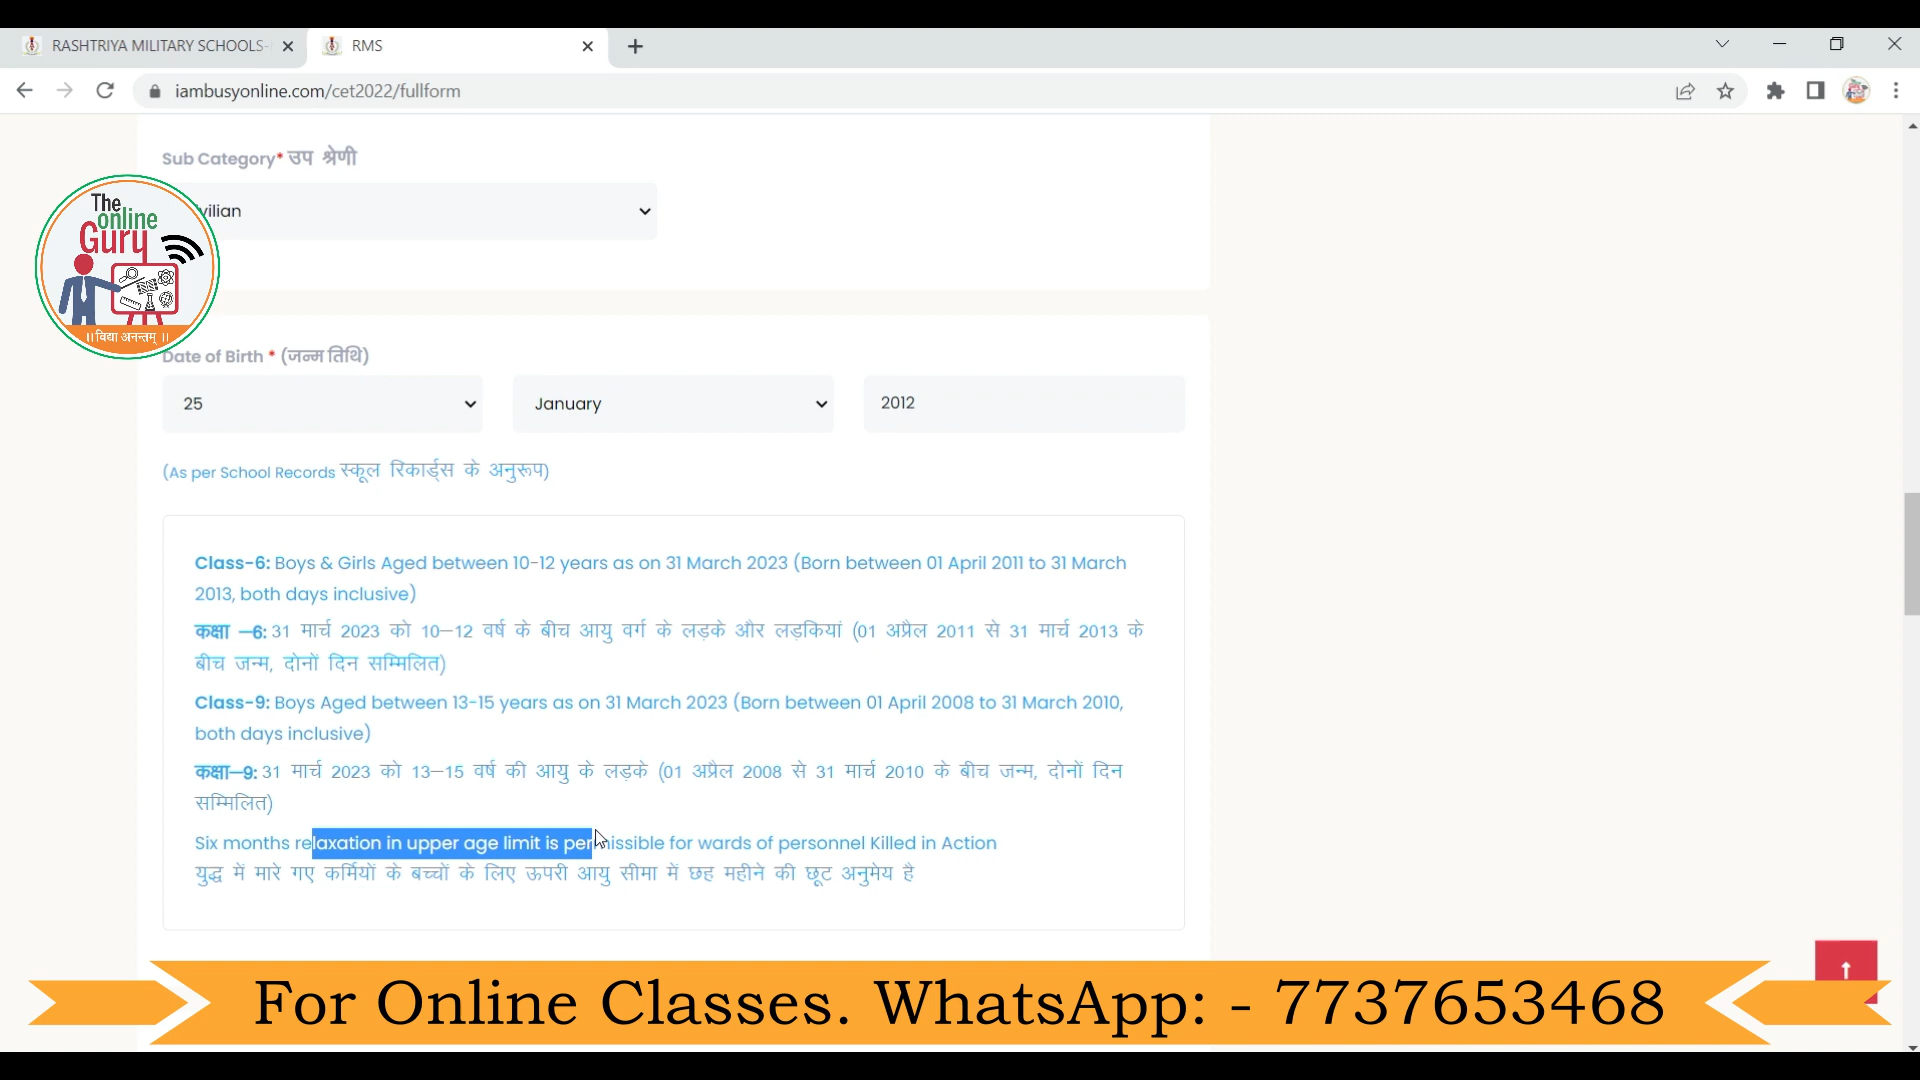 RASHTRIYA MILITARY SCHOOLS-
RMS
iambusyonline.com/cet2022/fullform
Sub Category* उप श्रेणी
vilian
The
online
Guru
।। विद्या अनन्तम् ।।
Date of Birth * (जन्म तिथि)
25
January
2012
(As per School Records स्कूल रिकार्ड्स के अनुरूप)
Class-6: Boys & Girls Aged between 10-12 years as on 31 March 2023 (Born between 01 April 2011 to 31 March
2013, both days inclusive)
कक्षा –6: 31 मार्च 2023 को 10–12 वर्ष के बीच आयु वर्ग के लड़के और लड़कियां (01 अप्रैल 2011 से 31 मार्च 2013 के
बीच जन्म, दोनों दिन सम्मिलित)
Class-9: Boys Aged between 13-15 years as on 31 March 2023 (Born between 01 April 2008 to 31 March 2010,
both days inclusive)
कक्षा–9: 31 मार्च 2023 को 13–15 वर्ष की आयु के लड़के (01 अप्रैल 2008 से 31 मार्च 2010 के बीच जन्म, दोनों दिन
सम्मिलित)
Six months relaxation in upper age limit is permissible for wards of personnel Killed in Action
युद्ध में मारे गए कर्मियों के बच्चों के लिए ऊपरी आयु सीमा में छह महीने की छूट अनुमेय है
For Online Classes. WhatsApp: - 7737653468